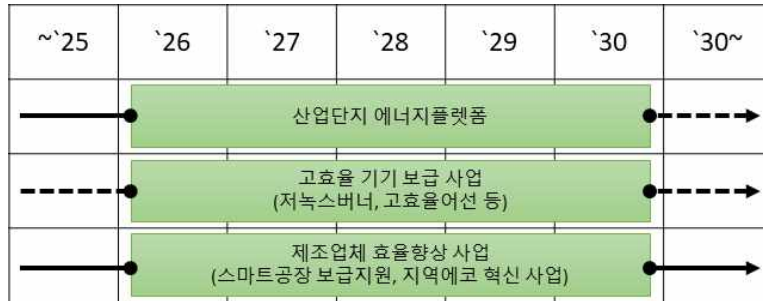 ~`25 `26 `27 `28 `29 `30 `30~
산업단지 에너지플렛폼
고효율 기기 보급 사업
(저녹스버너, 고효율어선 등)
제조업체 효율향상 사업
(스마트공장 보급지원, 지역에코 혁신 사업)